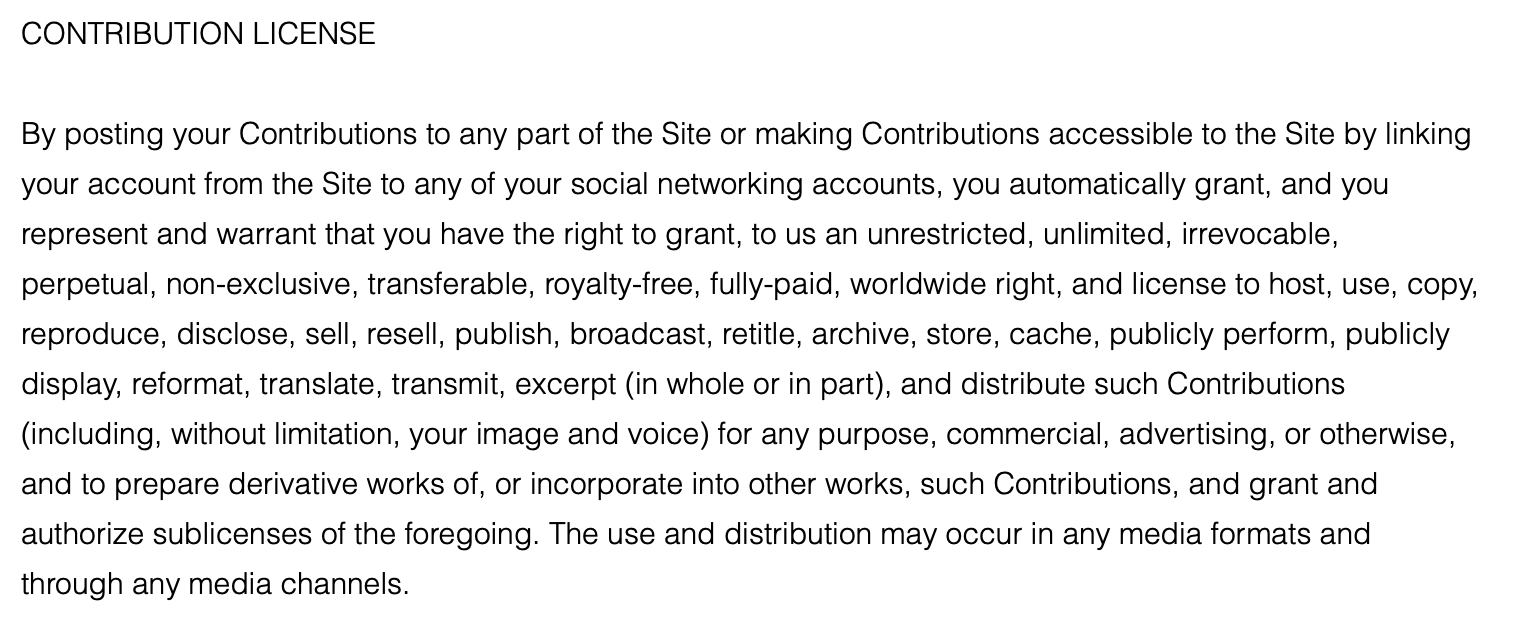 CONTRIBUTION LICENSE
By posting your Contributions to any part of the Site or making Contributions accessible to the Site by linking
your account from the Site to any of your social networking accounts, you automatically grant, and you
represent and warrant that you have the right to grant, to us an unrestricted, unlimited, irrevocable,
perpetual, non-exclusive, transferable, royalty-free, fully-paid, worldwide right, and license to host, use, copy,
reproduce, disclose, sell, resell, publish, broadcast, retitle, archive, store, cache, publicly perform, publicly
display, reformat, translate, transmit, excerpt (in whole or in part), and distribute such Contributions
(including, without limitation, your image and voice) for any purpose, commercial, advertising, or otherwise,
and to prepare derivative works of, or incorporate into other works, such Contributions, and grant and
authorize sublicenses of the foregoing. The use and distribution may occur in any media formats and
through any media channels.